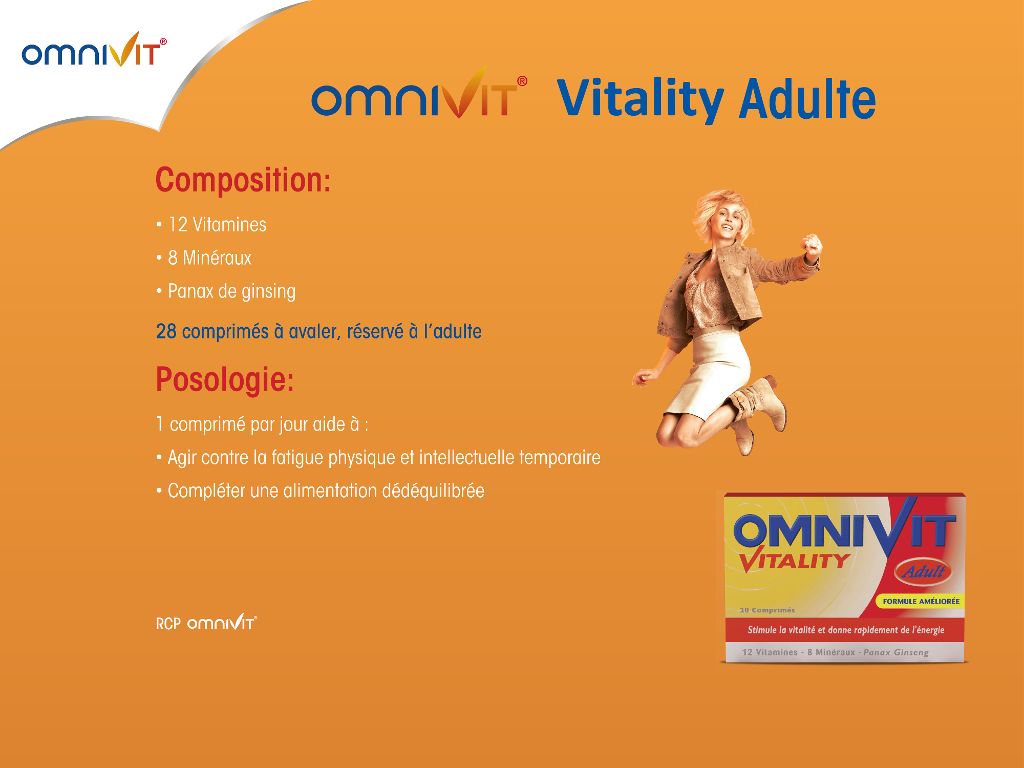 OMNIVIT®
OMNIVIT® Vitality Adulte
Composition:
• 12 Vitamines
• 8 Minéraux
• Panax de ginsing
28 comprimés à avaler, réservé à l'adulte
Posologie:
1 comprimé par jour aide à :
• Agir contre la fatigue physique et intellectuelle temporaire
• Compléter une alimentation dédéquilibrée
OMNIVIT
VITALITY
Adult
FORMULE AMÉLIORÉE
Comprimés
Stimule la vitalité et donne rapidement de l'énergie
12 Vitamines - 8 Minéraux - Panax Ginseng
RCP OMNIVIT®